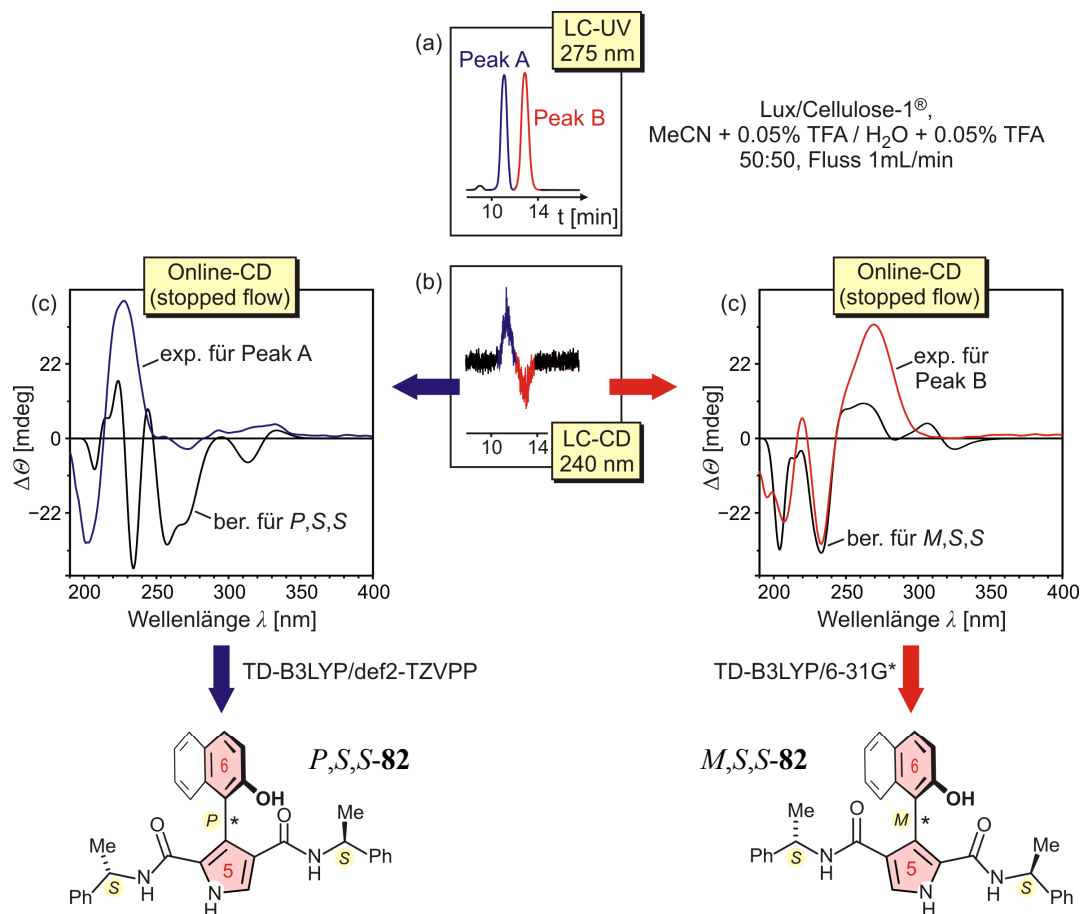 (a)
LC-UV
275 nm
Peak A
Peak B
10 14 t [min]
Lux/Cellulose-1®,
MeCN + 0.05% TFA / H₂O + 0.05% TFA
50:50, Fluss 1mL/min
(b)
10 14
LC-CD
240 nm
Online-CD
(stopped flow)
(c)
exp. für Peak A
ber. für P,S,S
22
0
−22
ΔΘ [mdeg]
200 250 300 350 400
Wellenlänge λ [nm]
Online-CD
(stopped flow)
(c)
exp. für
Peak B
ber. für M,S,S
22
0
−22
ΔΘ [mdeg]
200 250 300 350 400
Wellenlänge λ [nm]
TD-B3LYP/def2-TZVPP
TD-B3LYP/6-31G*
P,S,S-82
6
OH
P *
Me O O Me
S N N S
Ph H 5 H Ph
N
H
M,S,S-82
6
OH
M *
Me O O Me
Ph S N N S
H 5 H Ph
N
H